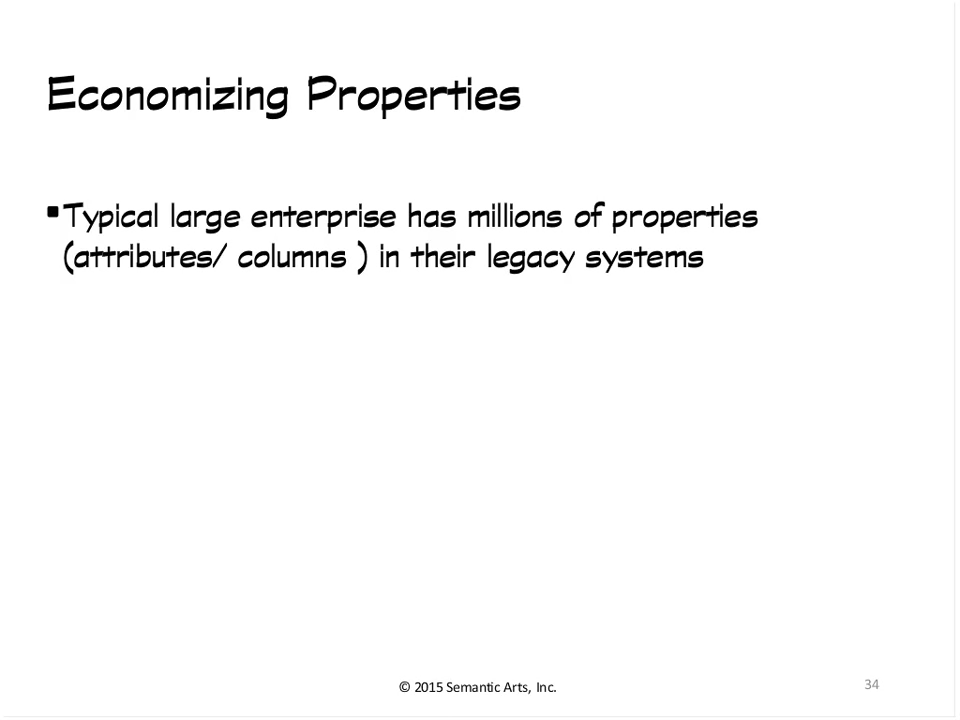 Economizing Properties
▪Typical large enterprise has millions of properties
(attributes/ columns ) in their legacy systems
© 2015 Semantic Arts, Inc.
34